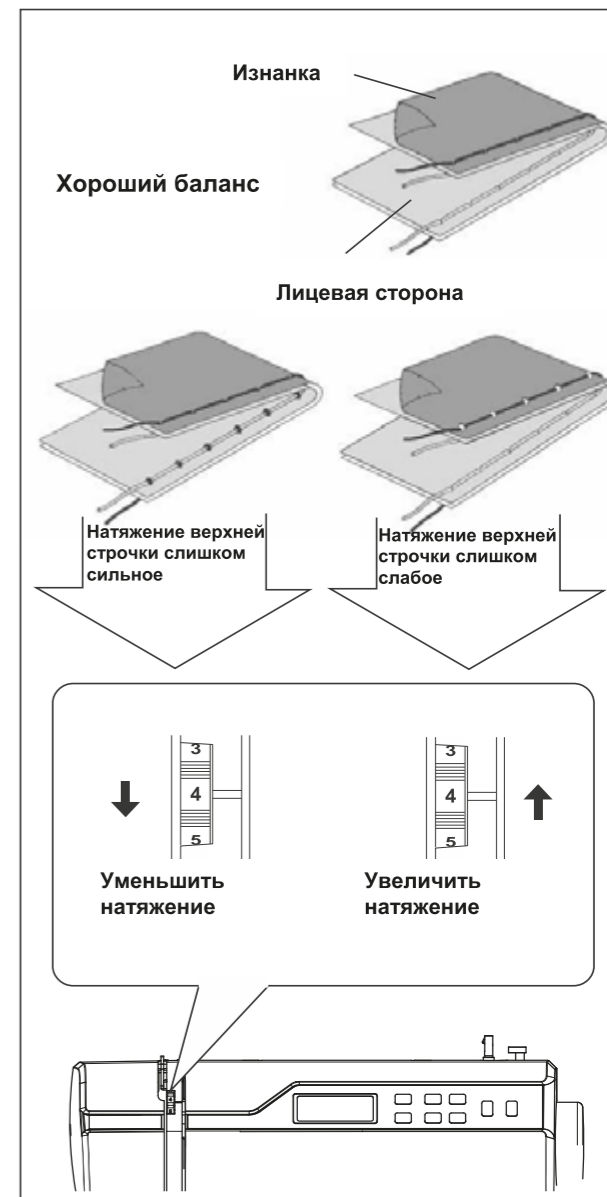 Изнанка
Хороший баланс
Лицевая сторона
Натяжение верхней
строчки слишком
сильное
Натяжение верхней
строчки слишком
слабое
3
4
5
3
4
5
Уменьшить
натяжение
Увеличить
натяжение